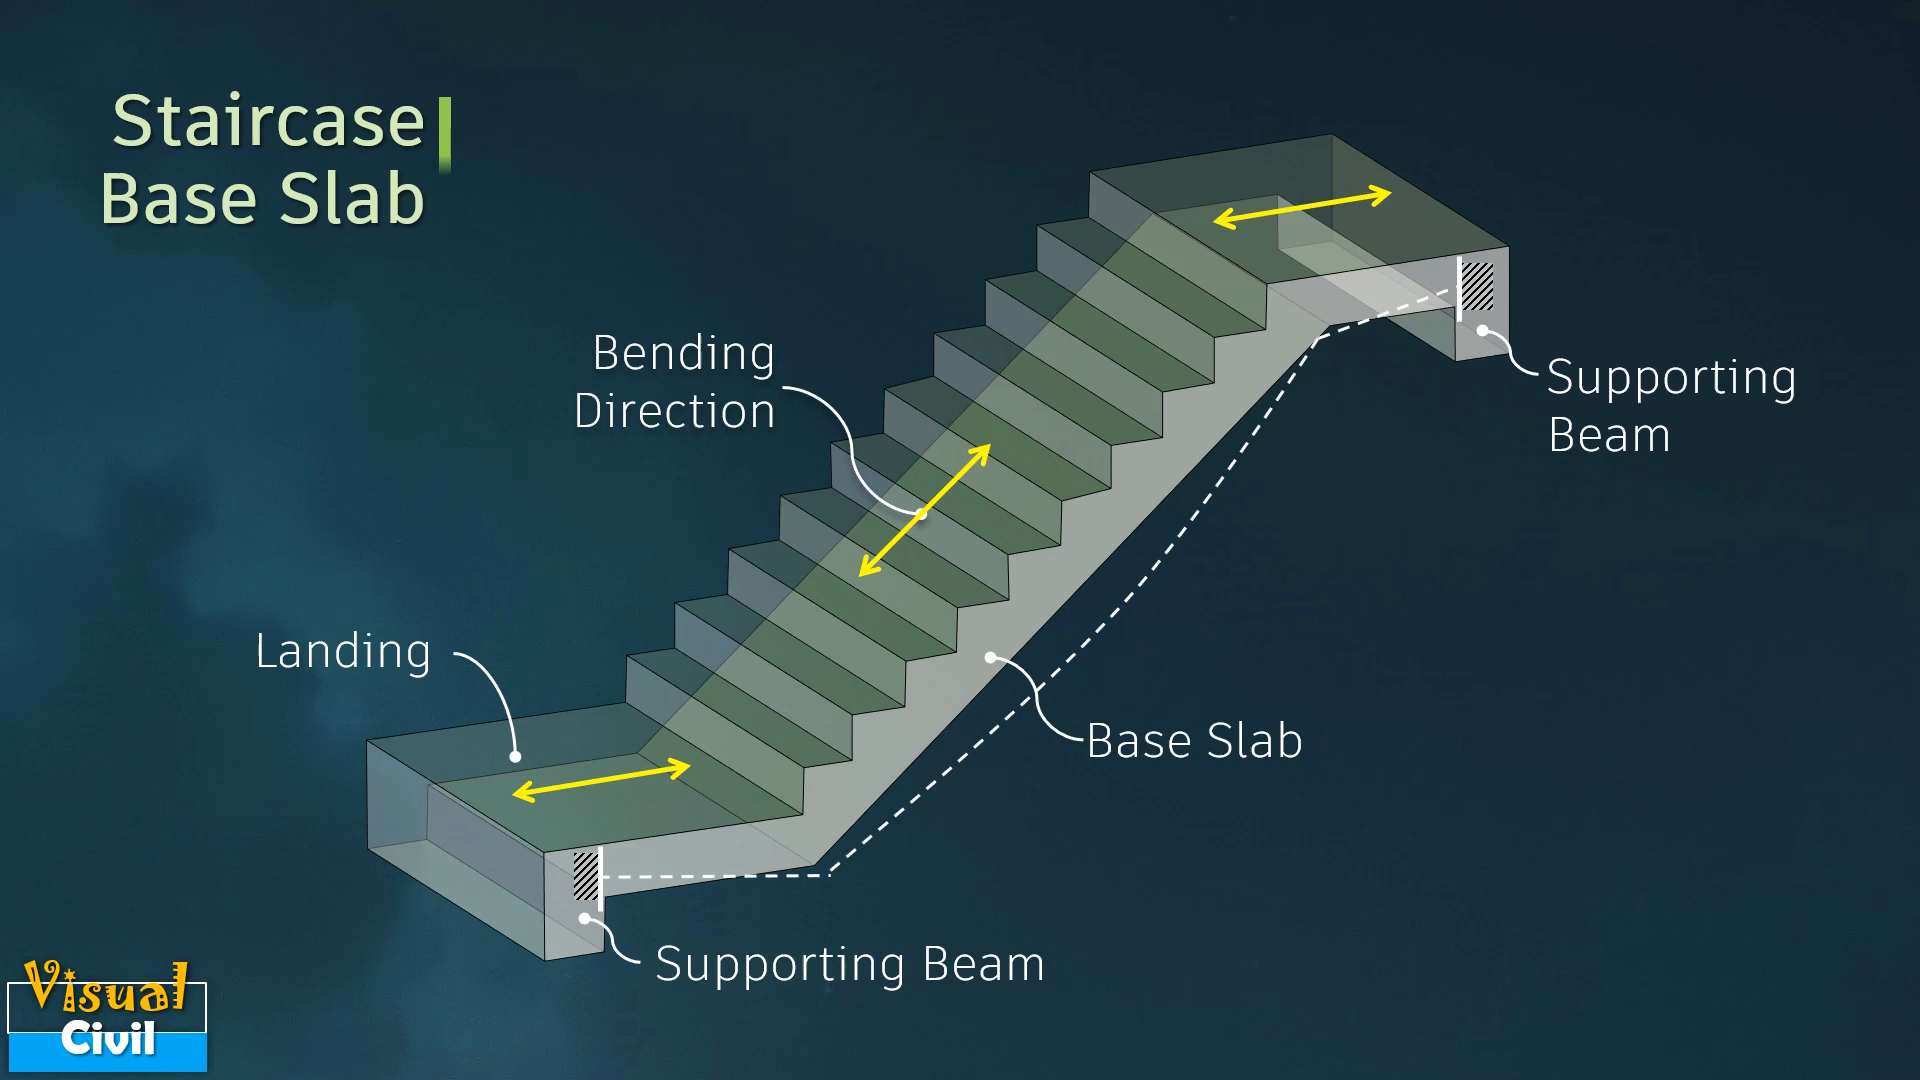 Staircase
Base Slab
Bending
Direction
Supporting
Beam
Landing
Base Slab
Supporting Beam
Visual
Civil